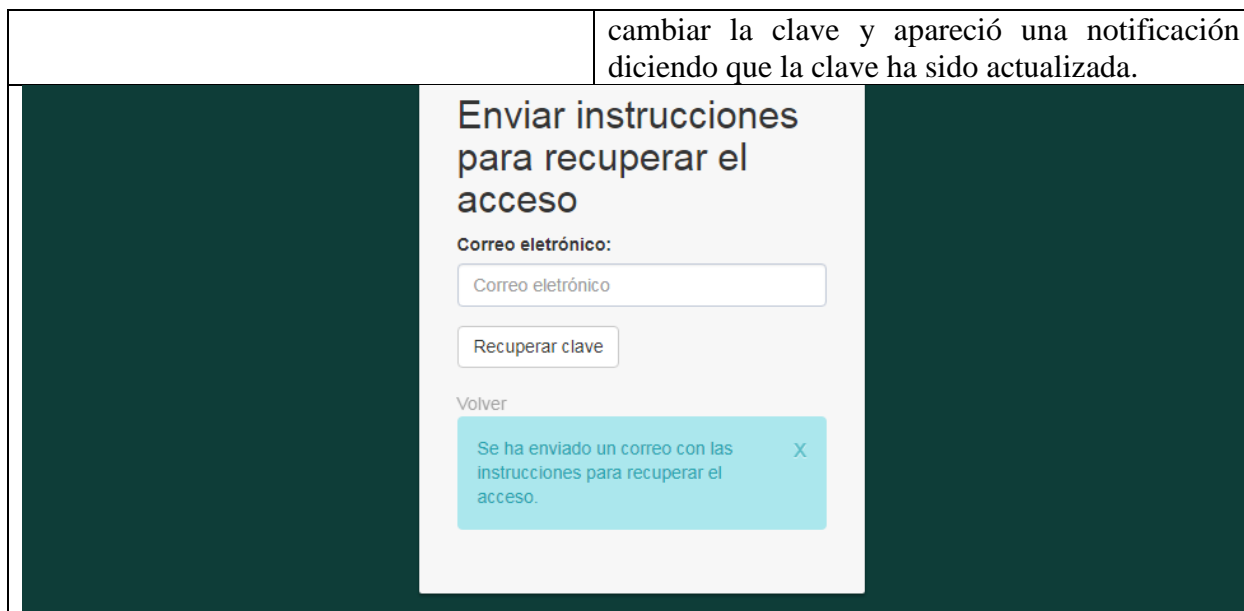 cambiar la clave y apareció una notificación
diciendo que la clave ha sido actualizada.
Enviar instrucciones
para recuperar el
acceso
Correo eletrónico:
Correo eletrónico
Recuperar clave
Volver
Se ha enviado un correo con las
instrucciones para recuperar el
acceso.
X